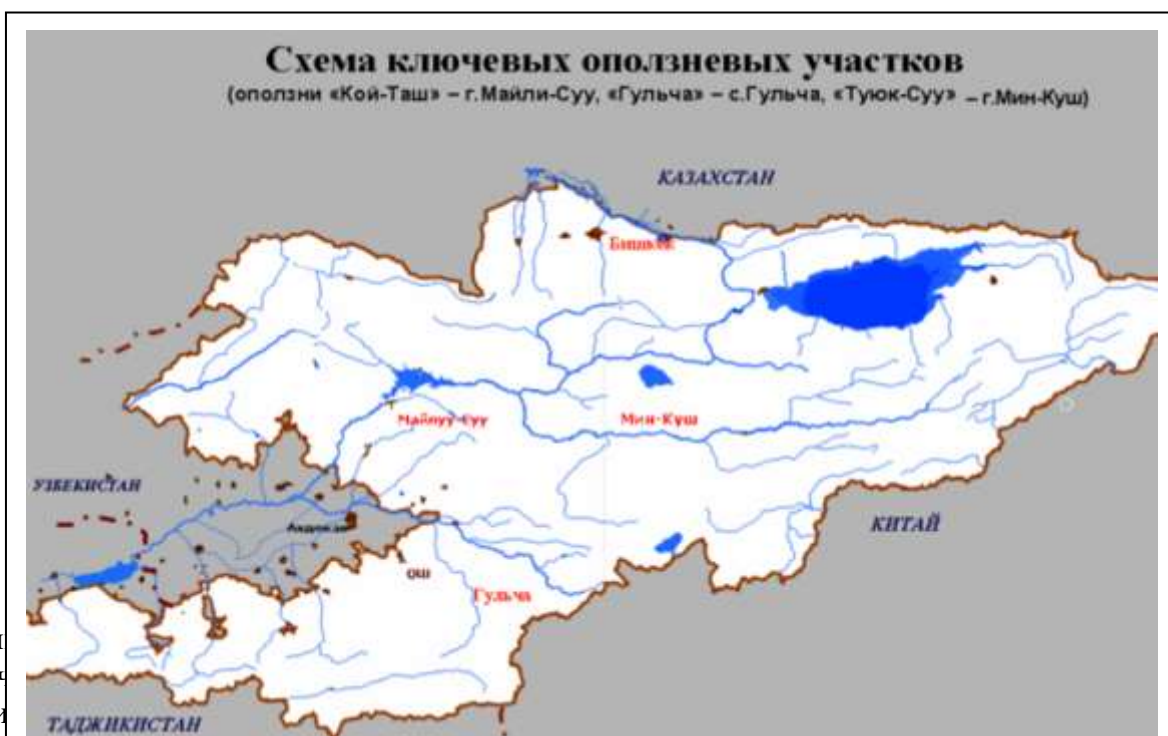 Схема ключевых оползневых участков
(оползни «Кой-Таш» – г.Майли-Суу, «Гульча» – с.Гульча, «Туюк-Суу» – г.Мин-Куш)
КАЗАХСТАН
Бишкек
Майлуу-Суу
Мин-Куш
УЗБЕКИСТАН
КИТАЙ
ОШ
Гульча
ТАДЖИКИСТАН